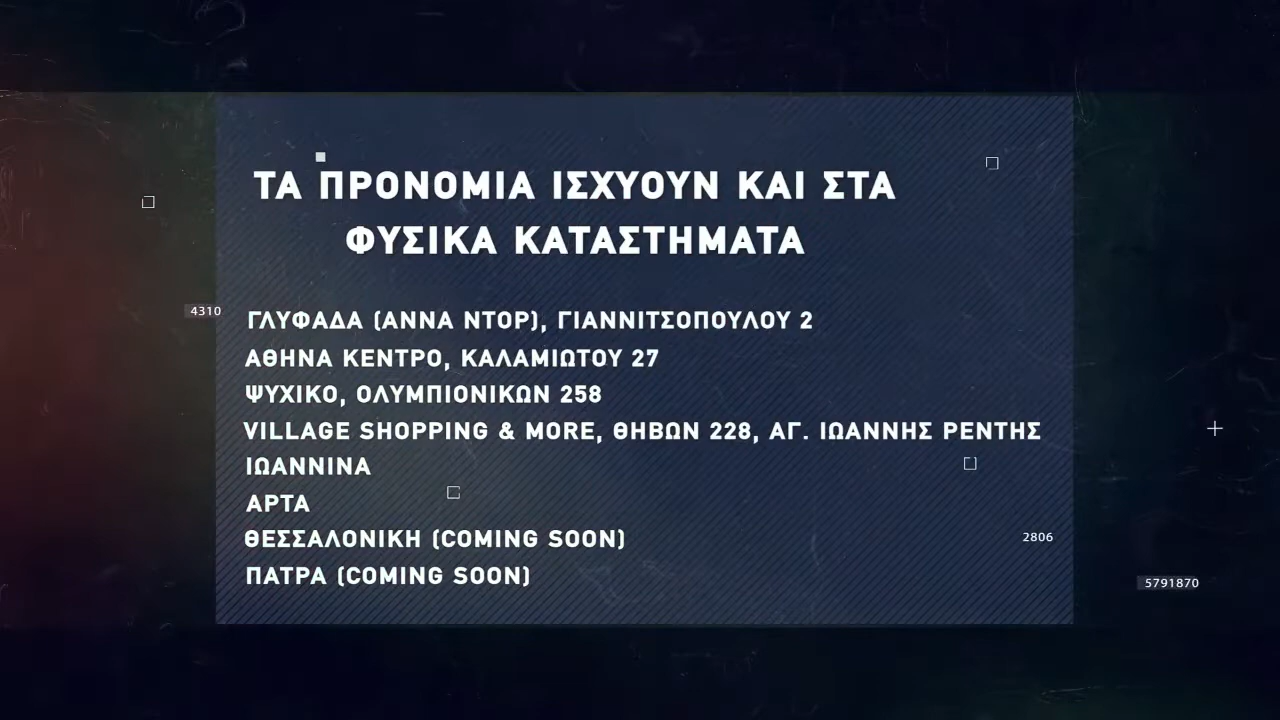 ΤΑ ΠΡΟΝΟΜΙΑ ΙΣΧΥΟΥΝ ΚΑΙ ΣΤΑ
ΦΥΣΙΚΑ ΚΑΤΑΣΤΗΜΑΤΑ
4310
ΓΛΥΦΑΔΑ (ΑΝΝΑ ΝΤΟΡ), ΓΙΑΝΝΙΤΣΟΠΟΥΛΟΥ 2
ΑΘΗΝΑ ΚΕΝΤΡΟ, ΚΑΛΑΜΙΩΤΟΥ 27
ΨΥΧΙΚΟ, ΟΛΥΜΠΙΟΝΙΚΩΝ 258
VILLAGE SHOPPING & MORE, ΘΗΒΩΝ 228, ΑΓ. ΙΩΑΝΝΗΣ ΡΕΝΤΗΣ
ΙΩΑΝΝΙΝΑ
ΑΡΤΑ
ΘΕΣΣΑΛΟΝΙΚΗ (COMING SOON)
2806
ΠΑΤΡΑ (COMING SOON)
5791870